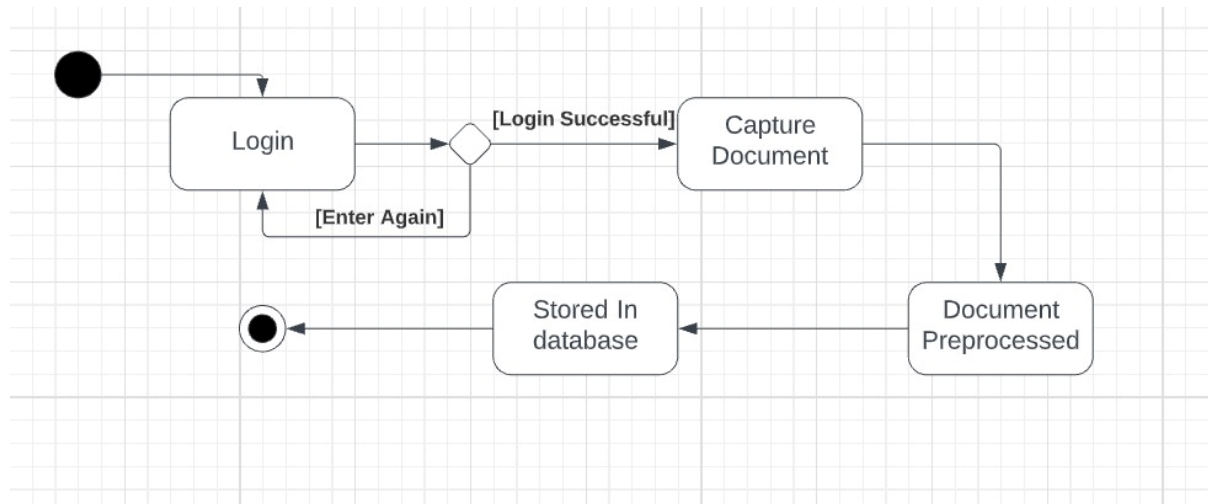 Login
[Login Successful]
Capture
Document
[Enter Again]
Stored In
database
Document
Preprocessed